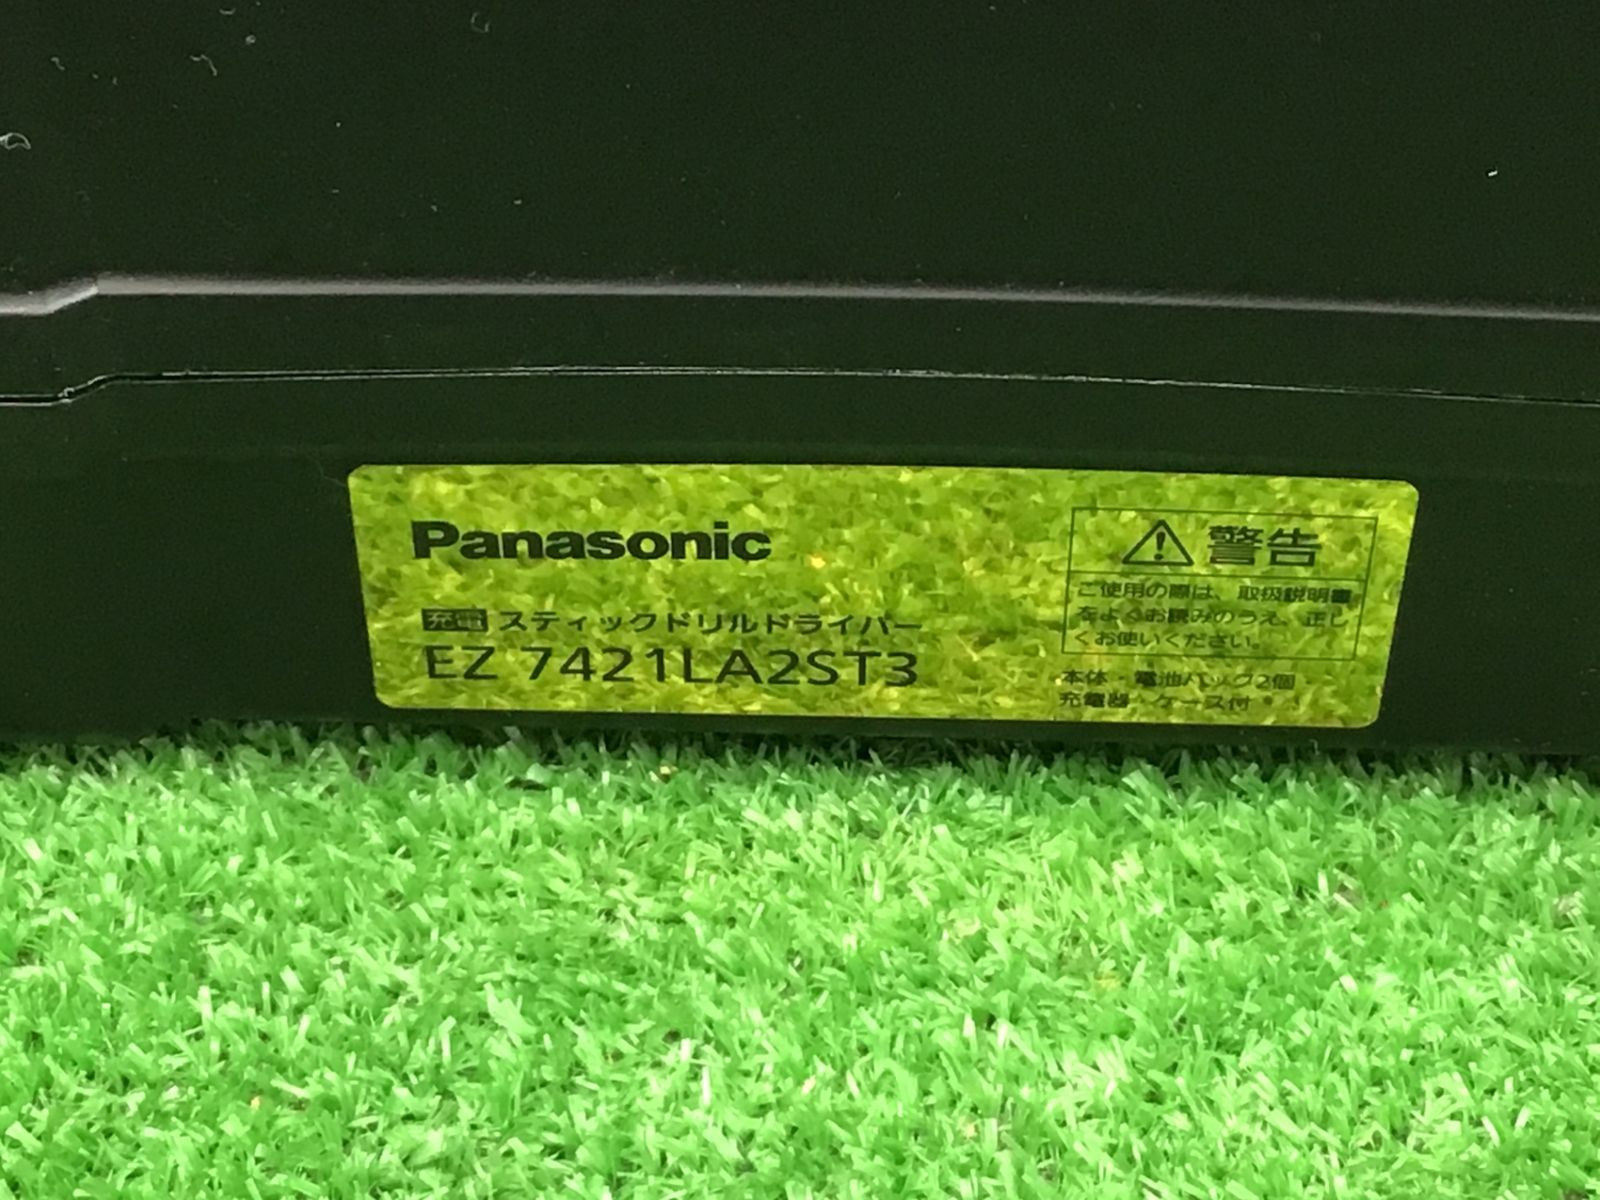 Panasonic
充電 スティックドリルドライバー
EZ 7421LA2ST3
警告
ご使用の際は、取扱説明書
をよくお読みのうえ、正し
くお使いください。
本体・電池パック2個
充電器・ケース付